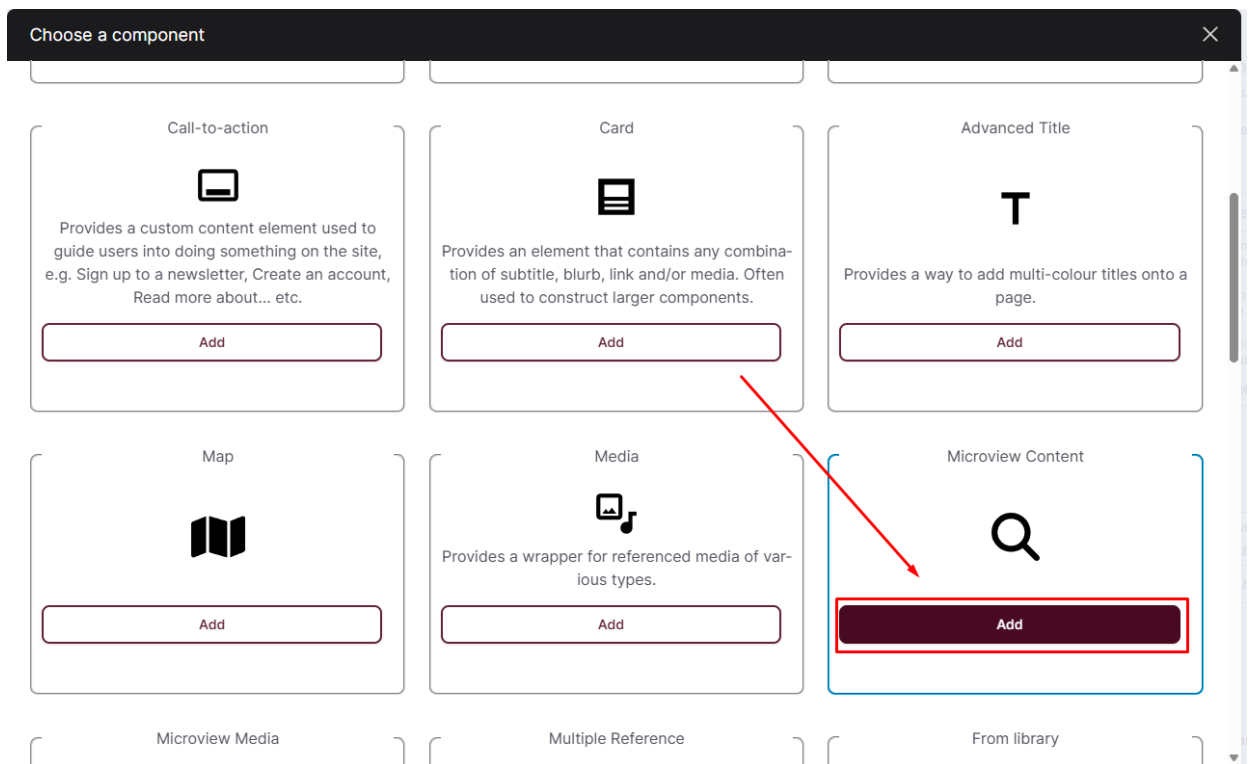 Choose a component
Call-to-action
Provides a custom content element used to
guide users into doing something on the site,
e.g. Sign up to a newsletter, Create an account,
Read more about... etc.
Add
Card
Provides an element that contains any combina-
tion of subtitle, blurb, link and/or media. Often
used to construct larger components.
Add
Advanced Title
T
Provides a way to add multi-colour titles onto a
page.
Add
Map
Add
Media
Provides a wrapper for referenced media of var-
ious types.
Add
Microview Content
Add
Microview Media
Multiple Reference
From library